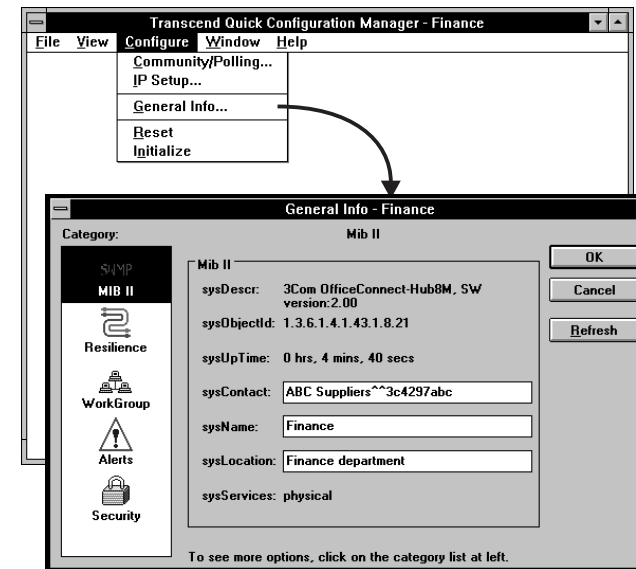 Transcend Quick Configuration Manager - Finance
File View Configure Window Help
Community/Polling...
IP Setup...
General Info...
Reset
Initialize
General Info - Finance
Category:
Mib II
SNMP
MIB II
Resilience
WorkGroup
Alerts
Security
Mib II
sysDescr: 3Com OfficeConnect-Hub8M, SW
version:2.00
sysObjectId: 1.3.6.1.4.1.43.1.8.21
sysUpTime: 0 hrs, 4 mins, 40 secs
sysContact: ABC Suppliers^^3c4297abc
sysName: Finance
sysLocation: Finance department
sysServices: physical
OK
Cancel
Refresh
To see more options, click on the category list at left.